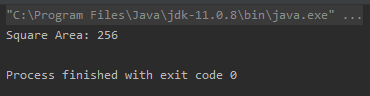 "C:\Program Files\Java\jdk-11.0.8\bin\java.exe" ...
Square Area: 256
Process finished with exit code 0